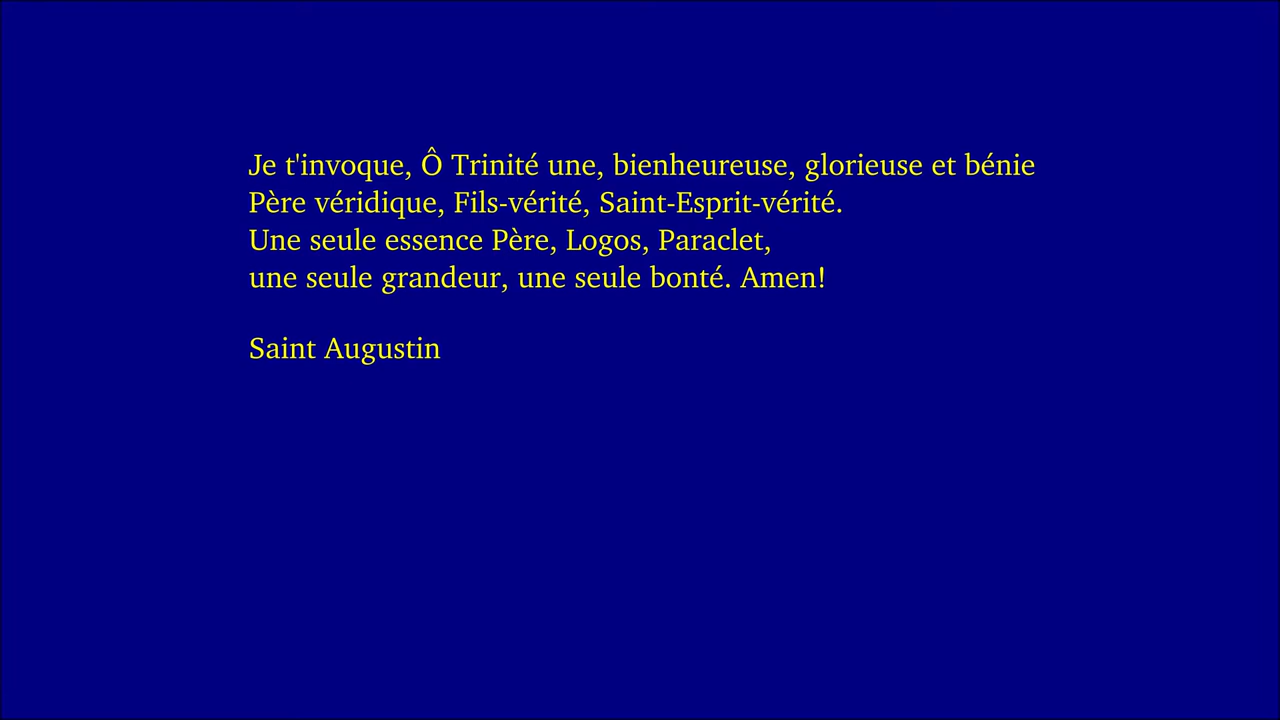 Je t'invoque, Ô Trinité une, bienheureuse, glorieuse et bénie
Père véridique, Fils-vérité, Saint-Esprit-vérité.
Une seule essence Père, Logos, Paraclet,
une seule grandeur, une seule bonté. Amen!
Saint Augustin